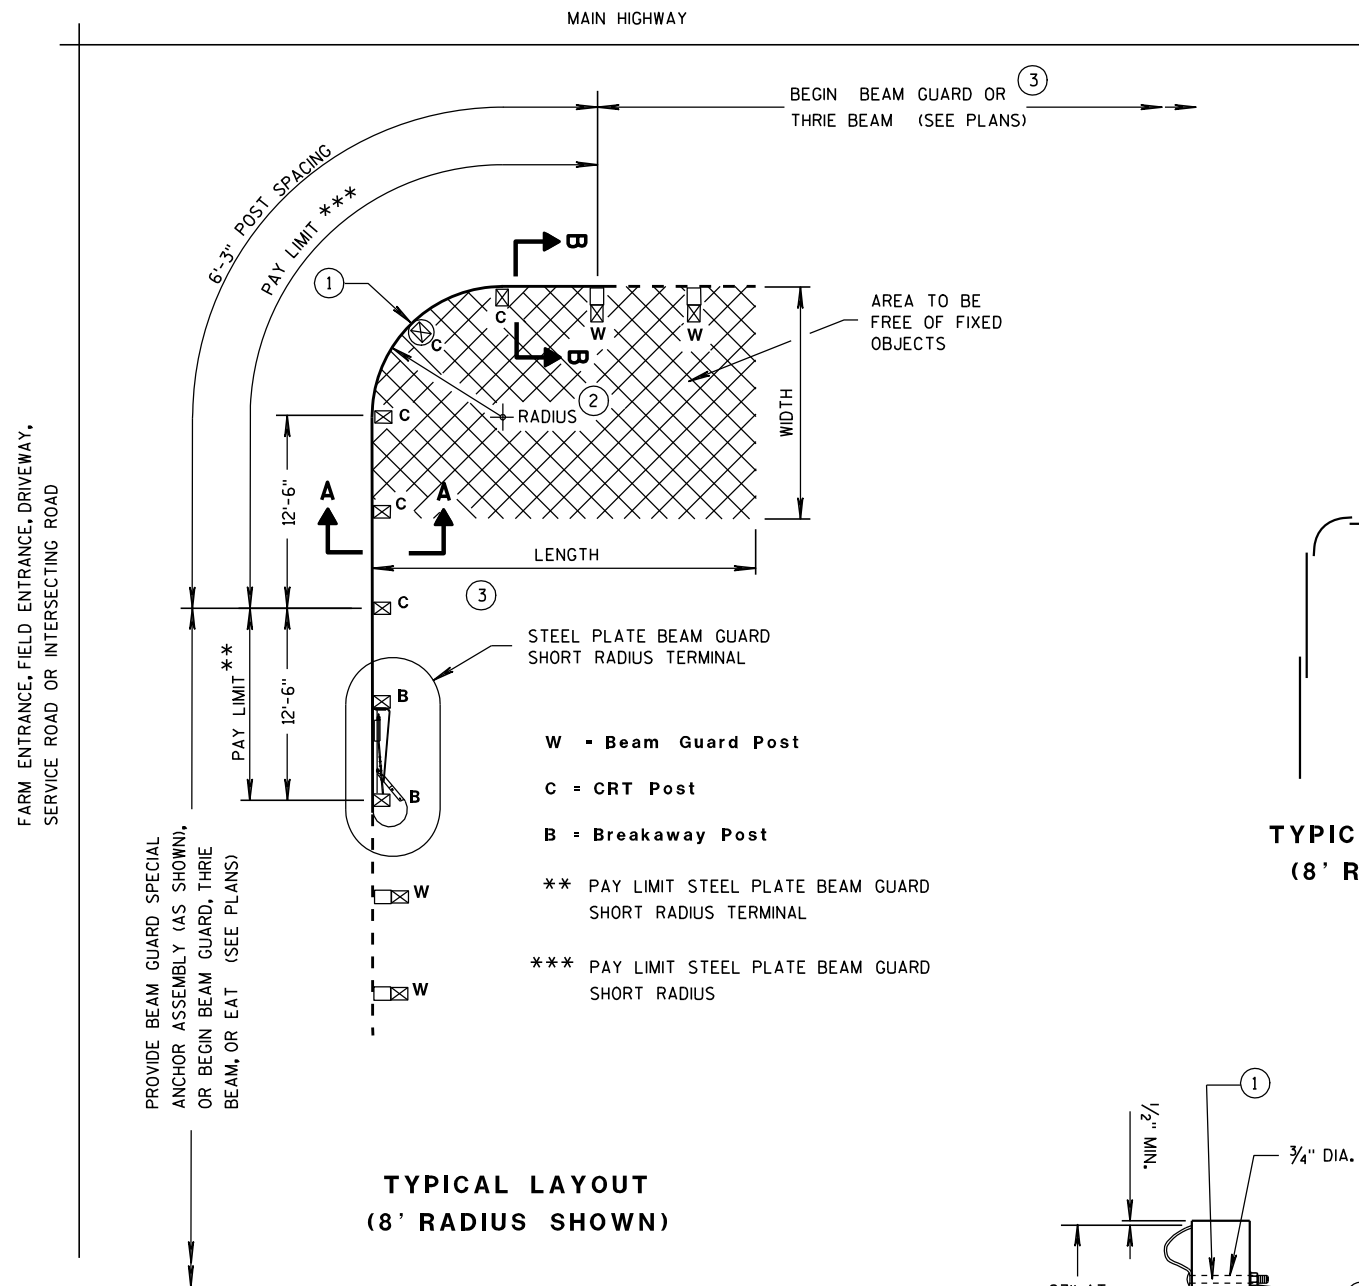 MAIN HIGHWAY
BEGIN BEAM GUARD OR
THRIE BEAM (SEE PLANS)
3
6'-3" POST SPACING
PAY LIMIT ***
1
B
B
C
C
W
W
AREA TO BE
FREE OF FIXED
OBJECTS
2
RADIUS
WIDTH
C
12'-6"
A
A
C
LENGTH
3
C
FARM ENTRANCE, FIELD ENTRANCE, DRIVEWAY,
SERVICE ROAD OR INTERSECTING ROAD
STEEL PLATE BEAM GUARD
SHORT RADIUS TERMINAL
PAY LIMIT **
12'-6"
B
B
W - Beam Guard Post
C = CRT Post
B = Breakaway Post
** PAY LIMIT STEEL PLATE BEAM GUARD
SHORT RADIUS TERMINAL
*** PAY LIMIT STEEL PLATE BEAM GUARD
SHORT RADIUS
W
W
PROVIDE BEAM GUARD SPECIAL
ANCHOR ASSEMBLY (AS SHOWN),
OR BEGIN BEAM GUARD, THRIE
BEAM, OR EAT (SEE PLANS)
TYPICAL LAYOUT
(8' RADIUS SHOWN)
TYPIC
(8' R
1
½" MIN.
¾" DIA.